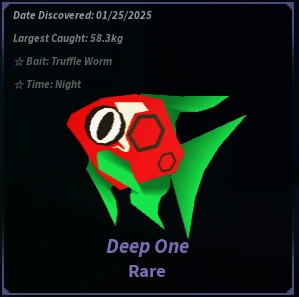 Date Discovered: 01/25/2025
Largest Caught: 58.3kg
☆ Bait: Truffle Worm
☆ Time: Night
Deep One
Rare